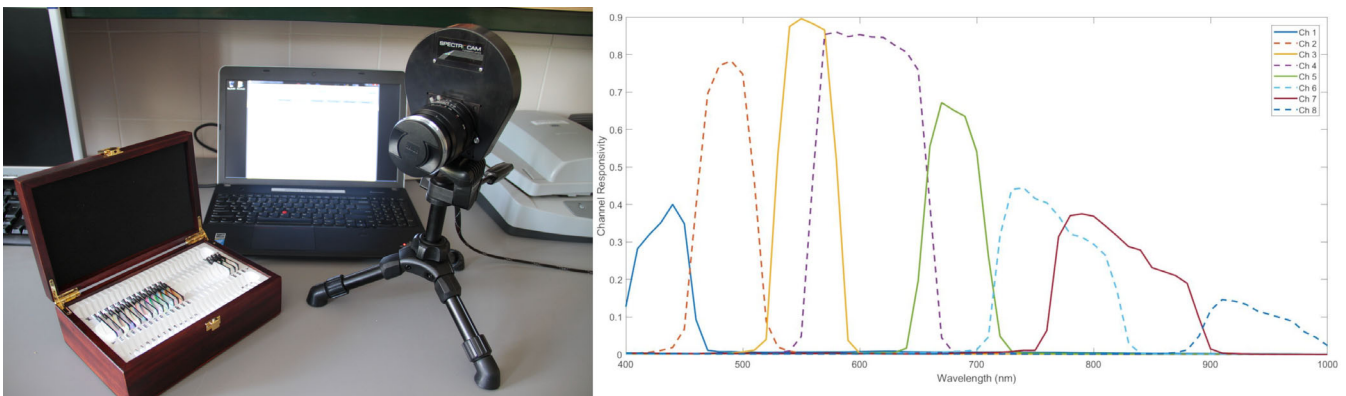 SPECTROCAM
0.9
0.8
0.7
0.6
0.5
0.4
0.3
0.2
0.1
0
Channel Responsivity
400
500
600
700
800
900
1000
Wavelength (nm)
Ch 1
Ch 2
Ch 3
Ch 4
Ch 5
Ch 6
Ch 7
Ch 8